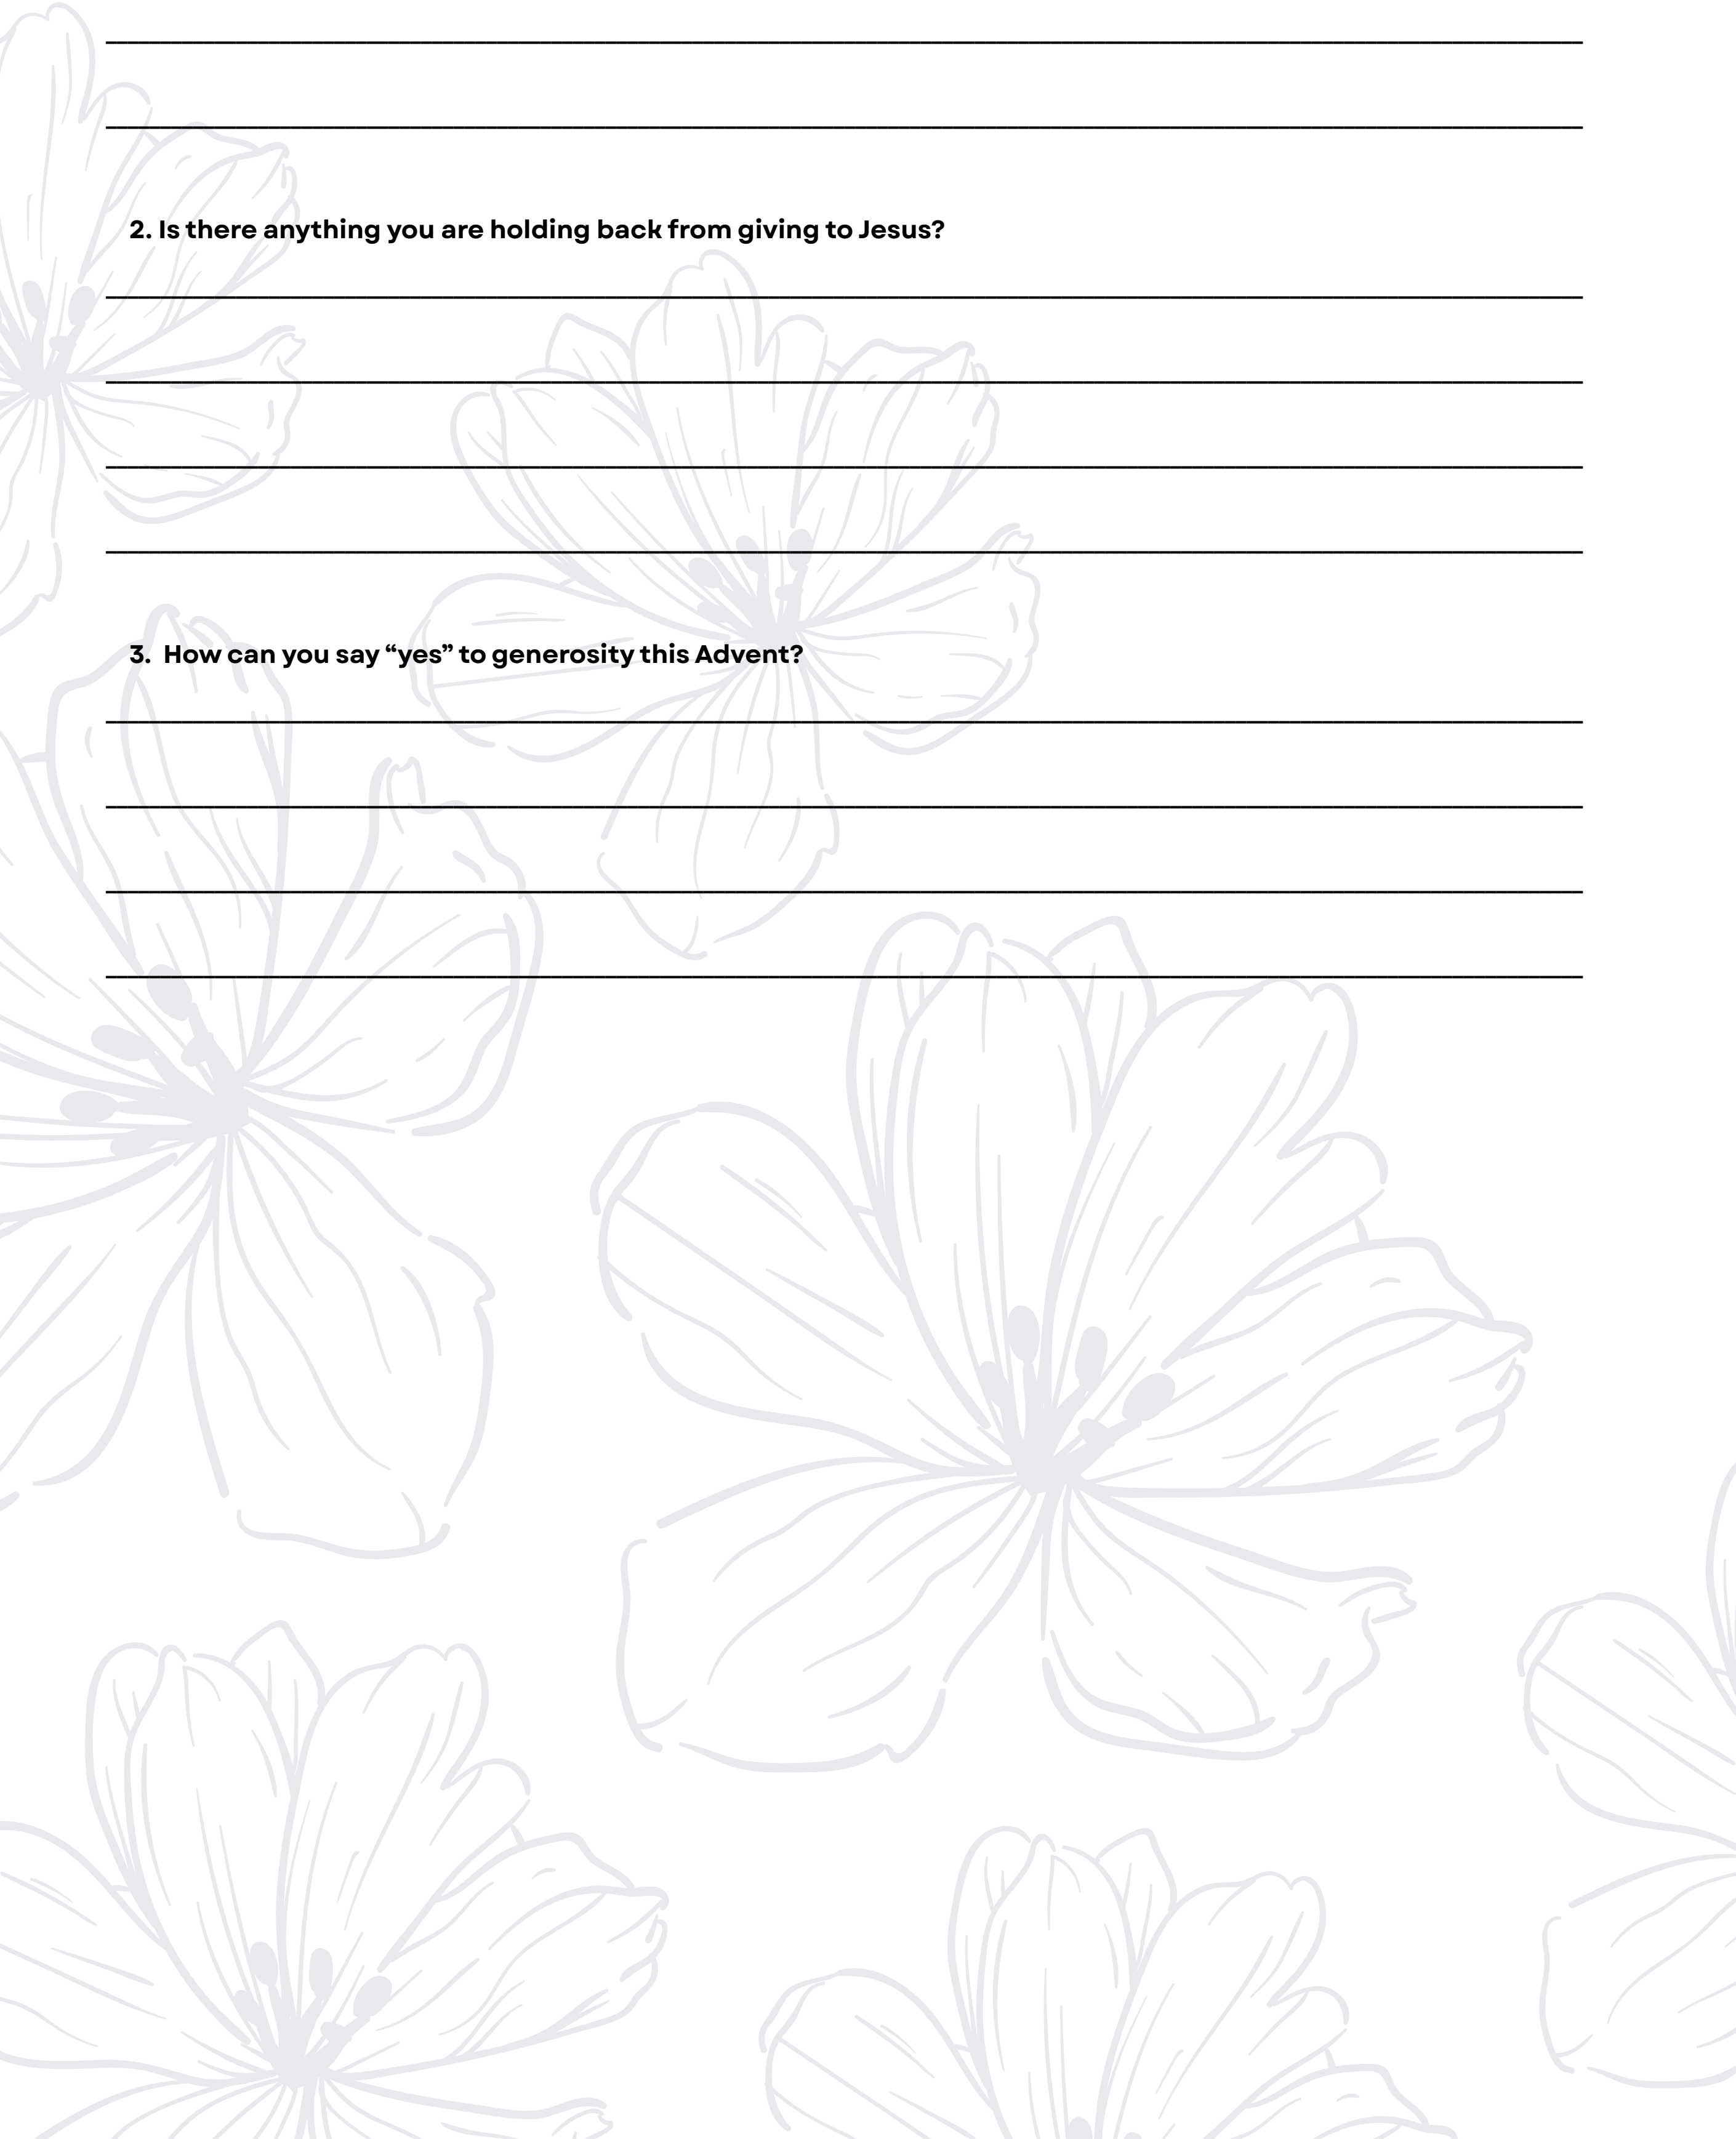 2. Is there anything you are holding back from giving to Jesus?
3. How can you say “yes” to generosity this Advent?